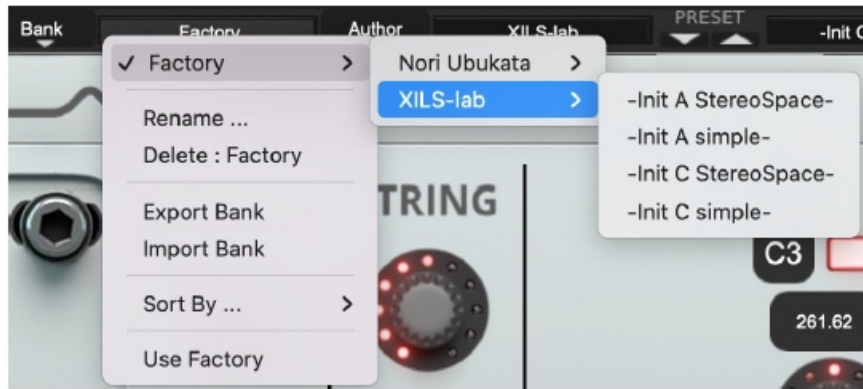 Bank Factory Author XILS-lab PRESET -Init C
✓ Factory >
Rename ...
Delete : Factory
Export Bank
Import Bank
Sort By ... >
Use Factory
Nori Ubukata >
XILS-lab >
-Init A StereoSpace-
-Init A simple-
-Init C StereoSpace-
-Init C simple-
TRING
C3
261.62